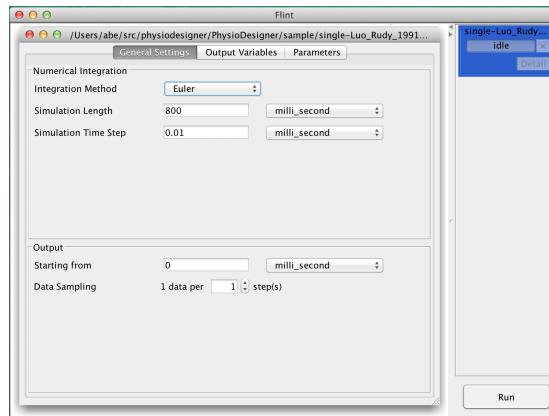 Flint
/Users/abe/src/physiodesigner/PhysioDesigner/sample/single-Luo_Rudy_1991...
General Settings Output Variables Parameters
Numerical Integration
Integration Method Euler
Simulation Length 800 milli_second
Simulation Time Step 0.01 milli_second
Output
Starting from 0 milli_second
Data Sampling 1 data per 1 step(s)
single-Luo_Rudy...
idle ×
Detail
Run